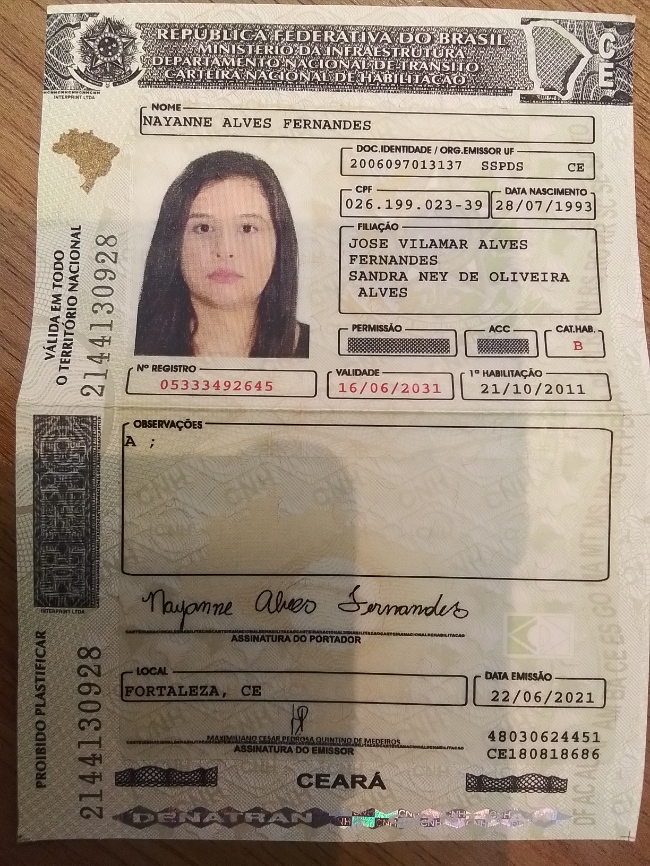 REPÚBLICA FEDERATIVA DO BRASIL
MINISTÉRIO DA INFRAESTRUTURA
DEPARTAMENTO NACIONAL DE TRÂNSITO
CARTEIRA NACIONAL DE HABILITAÇÃO
CE
INTERPRINT LTDA
NOME
NAYANNE ALVES FERNANDES
DOC.IDENTIDADE / ORG.EMISSOR UF
2006097013137 SSPDS CE
CPF
026.199.023-39
DATA NASCIMENTO
28/07/1993
FILIAÇÃO
JOSE VILAMAR ALVES
FERNANDES
SANDRA NEY DE OLIVEIRA
ALVES
PERMISSÃO
ACC
CAT.HAB.
B
Nº REGISTRO
05333492645
VALIDADE
16/06/2031
1ª HABILITAÇÃO
21/10/2011
VÁLIDA EM TODO
O TERRITÓRIO NACIONAL
2144130928
OBSERVAÇÕES
A ;
INTERPRINT LTDA
Nayanne Alves Fernandes
ASSINATURA DO PORTADOR
LOCAL
FORTALEZA, CE
DATA EMISSÃO
22/06/2021
MAXIMILIANO CESAR PEDROSA QUINTINO DE MEDEIROS
ASSINATURA DO EMISSOR
48030624451
CE180818686
PROIBIDO PLASTIFICAR
2144130928
CEARÁ
DENATRAN